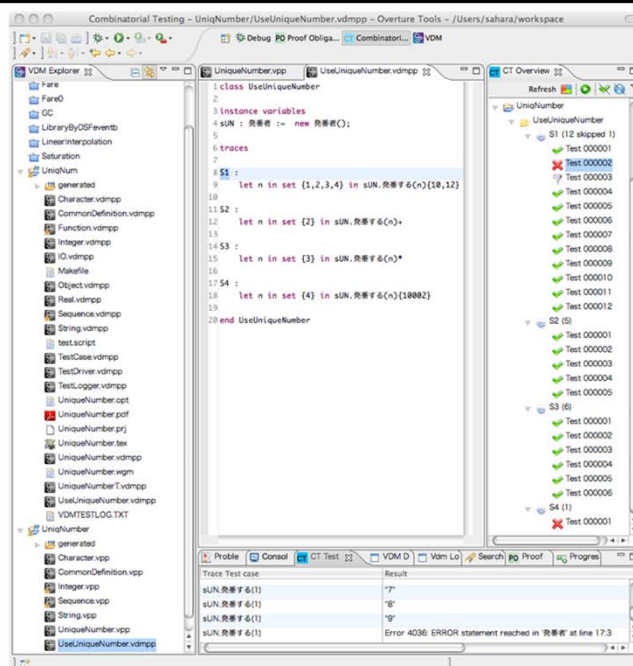 Combinatorial Testing - UniqNumber/UseUniqueNumber.vdmpp - Overture Tools - /Users/sahara/workspace
Debug PO Proof Obliga... CT Combinatori... VDM
VDM Explorer
Fare
Fare0
GC
LibraryByOSFeventb
LinearInterpolation
Saturation
UniqNum
generated
Character.vdmpp
CommonDefinition.vdmpp
Function.vdmpp
Integer.vdmpp
IO.vdmpp
Makefile
Object.vdmpp
Real.vdmpp
Sequence.vdmpp
String.vdmpp
test.script
TestCase.vdmpp
TestDriver.vdmpp
TestLogger.vdmpp
UniqueNumber.opt
UniqueNumber.pdf
UniqueNumber.prj
UniqueNumber.tex
UniqueNumber.vdmpp
UniqueNumber.wgm
UniqueNumberT.vdmpp
UseUniqueNumber.vdmpp
VDMTESTLOG.TXT
UniqNumber
generated
Character.vpp
CommonDefinition.vpp
Integer.vpp
Sequence.vpp
String.vpp
UniqueNumber.vpp
UseUniqueNumber.vdmpp
UniqueNumber.vpp UseUniqueNumber.vdmpp
1 class UseUniqueNumber
2
3 instance variables
4 sUN : 発番者 := new 発番者();
5
6 traces
7
8 S1 :
9 let n in set {1,2,3,4} in sUN.発番する(n){10,12}
10
11 S2 :
12 let n in set {2} in sUN.発番する(n)+
13
14 S3 :
15 let n in set {3} in sUN.発番する(n)*
16
17 S4 :
18 let n in set {4} in sUN.発番する(n){10002}
19
20 end UseUniqueNumber
CT Overview
Refresh
UniqNumber
UseUniqueNumber
S1 (12 skipped 1)
Test 000001
Test 000002
Test 000003
Test 000004
Test 000005
Test 000006
Test 000007
Test 000008
Test 000009
Test 000010
Test 000011
Test 000012
S2 (5)
Test 000001
Test 000002
Test 000003
Test 000004
Test 000005
S3 (6)
Test 000001
Test 000002
Test 000003
Test 000004
Test 000005
Test 000006
S4 (1)
Test 000001
Proble Consol CT Test VDM D Vdm Lo Search PO Proof Progres
Trace Test case Result
sUN.発番する(1) "7"
sUN.発番する(1) "8"
sUN.発番する(1) "9"
sUN.発番する(1) Error 4036: ERROR statement reached in '発番者' at line 17:3